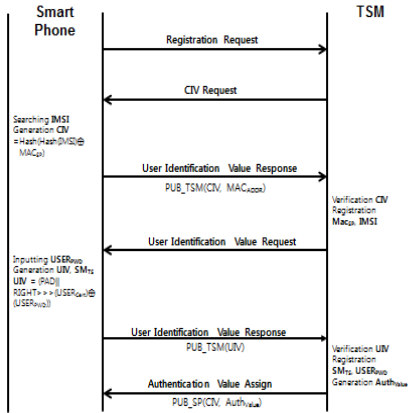 Smart
Phone
TSM
Registration Request
CIV Request
Searching IMSI
Generation CIV
=Hash(Hash(IMSI)⊕
MACSP)
User Identification Value Response
PUB_TSM(CIV, MACADDR)
Verification CIV
Registration
MacSP, IMSI
User Identification Value Request
Inputting USERPWD
Generation UIV, SMTS
UIV = (PAD||
RIGHT>>>(USERCert)⊕
(USERPWD))
User Identification Value Response
PUB_TSM(UIV)
Verification UIV
Registration
SMTS, USERPWD
Generation AuthValue
Authentication Value Assign
PUB_SP(CIV, AuthValue)